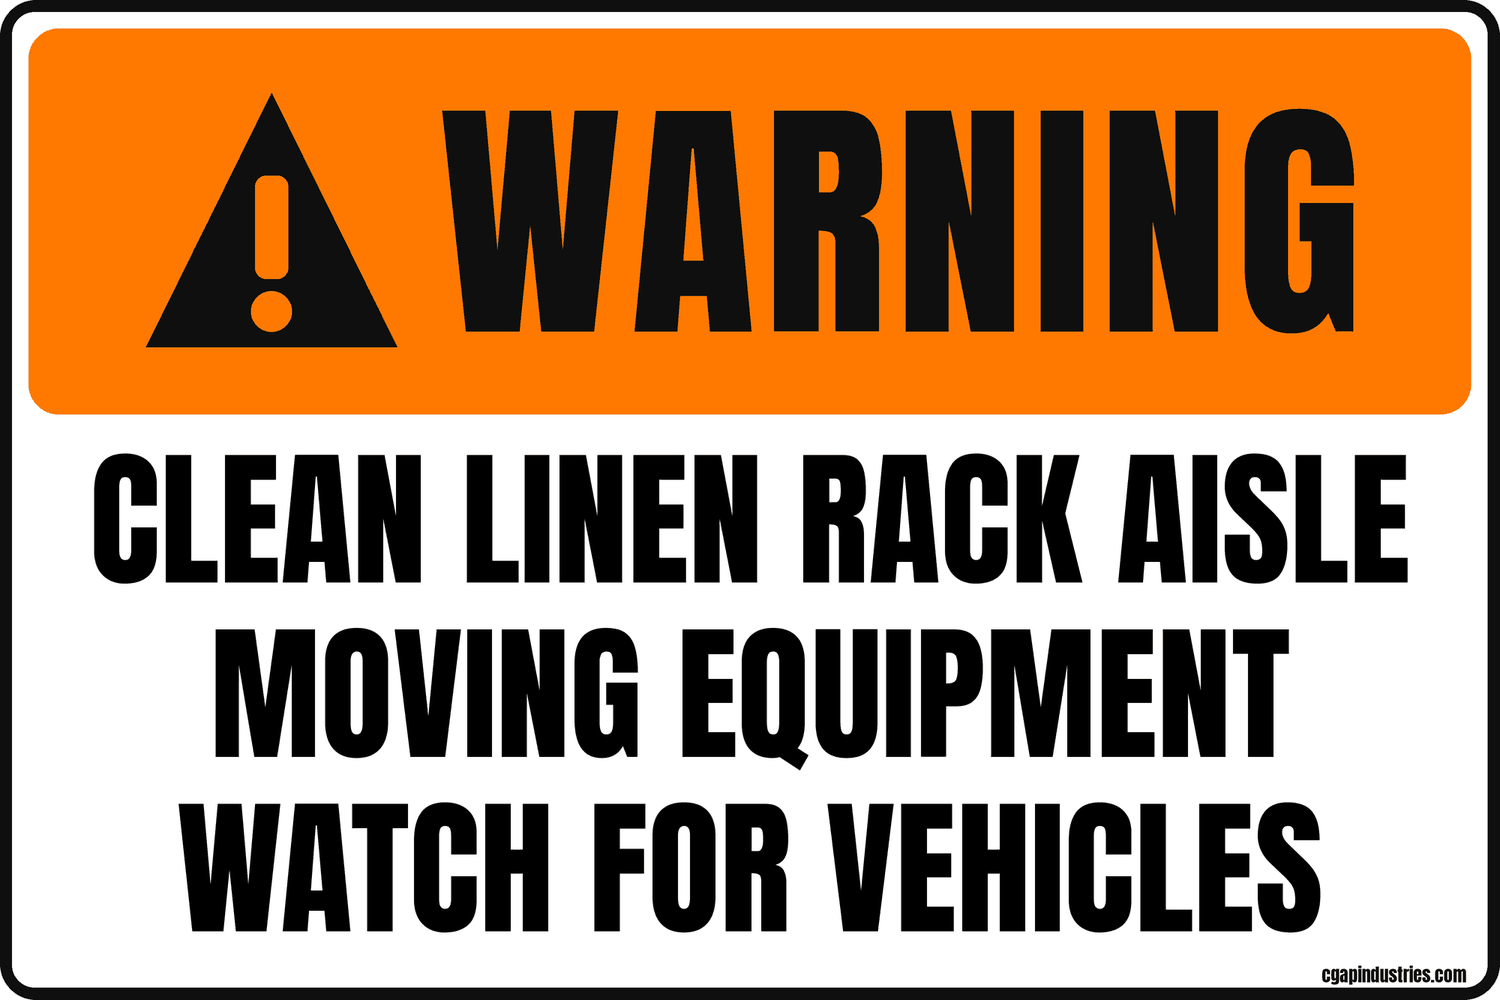 WARNING
CLEAN LINEN RACK AISLE
MOVING EQUIPMENT
WATCH FOR VEHICLES
cgapindustries.com